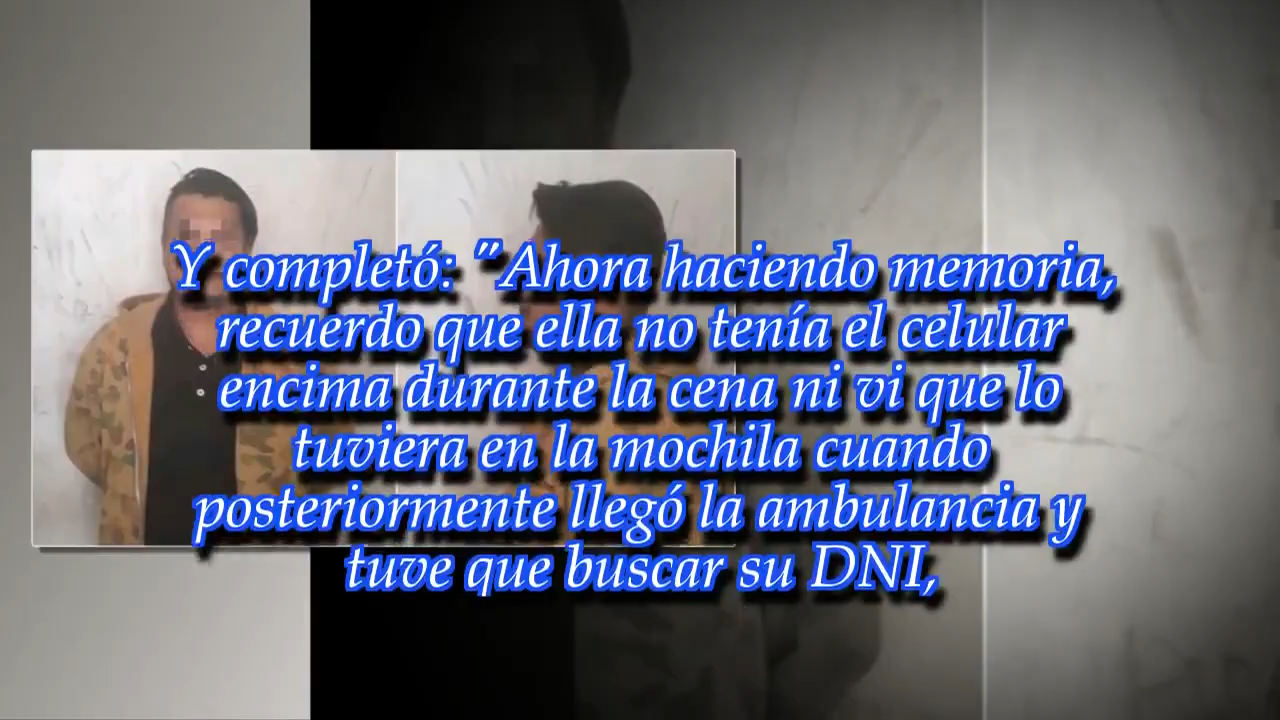 Y completó: "Ahora haciendo memoria,
recuerdo que ella no tenía el celular
encima durante la cena ni vi que lo
tuviera en la mochila cuando
posteriormente llegó la ambulancia y
tuve que buscar su DNI,